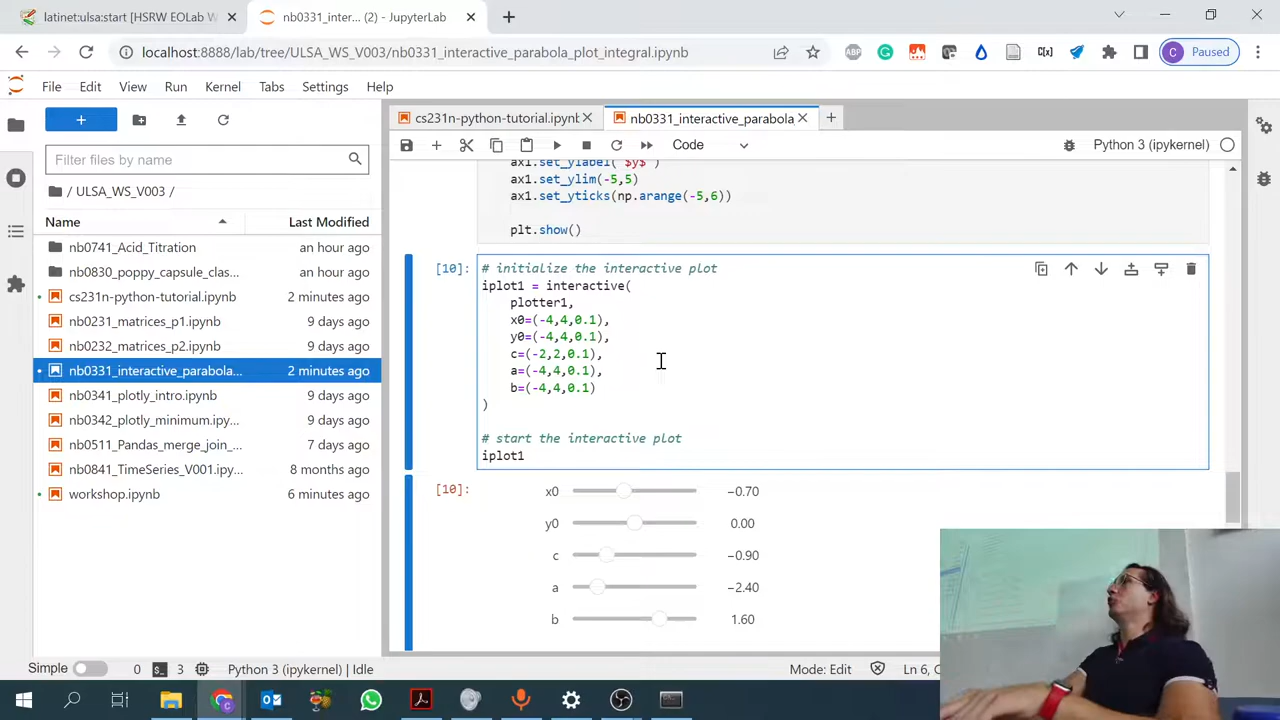 latinet:ulsa:start [HSRW EOLab W
nb0331_inter... (2) - JupyterLab
localhost:8888/lab/tree/ULSA_WS_V003/nb0331_interactive_parabola_plot_integral.ipynb
ABP
C[x]
C
Paused
File Edit View Run Kernel Tabs Settings Help
cs231n-python-tutorial.ipynb
nb0331_interactive_parabola
Code
Python 3 (ipykernel)
Filter files by name
/ ULSA_WS_V003 /
Name Last Modified
nb0741_Acid_Titration an hour ago
nb0830_poppy_capsule_clas... an hour ago
cs231n-python-tutorial.ipynb 2 minutes ago
nb0231_matrices_p1.ipynb 9 days ago
nb0232_matrices_p2.ipynb 9 days ago
nb0331_interactive_parabola... 2 minutes ago
nb0341_plotly_intro.ipynb 9 days ago
nb0342_plotly_minimum.ipynb 9 days ago
nb0511_Pandas_merge_join_... 7 days ago
nb0841_TimeSeries_V001.ipy... 8 months ago
workshop.ipynb 6 minutes ago
ax1.set_ylabel("$y$")
ax1.set_ylim(-5,5)
ax1.set_yticks(np.arange(-5,6))
plt.show()
[10]:
# initialize the interactive plot
iplot1 = interactive(
plotter1,
x0=(-4,4,0.1),
y0=(-4,4,0.1),
c=(-2,2,0.1),
a=(-4,4,0.1),
b=(-4,4,0.1)
)
# start the interactive plot
iplot1
[10]:
x0 −0.70
y0 0.00
c −0.90
a −2.40
b 1.60
Simple 0 3 Python 3 (ipykernel) | Idle
Mode: Edit
Ln 6,